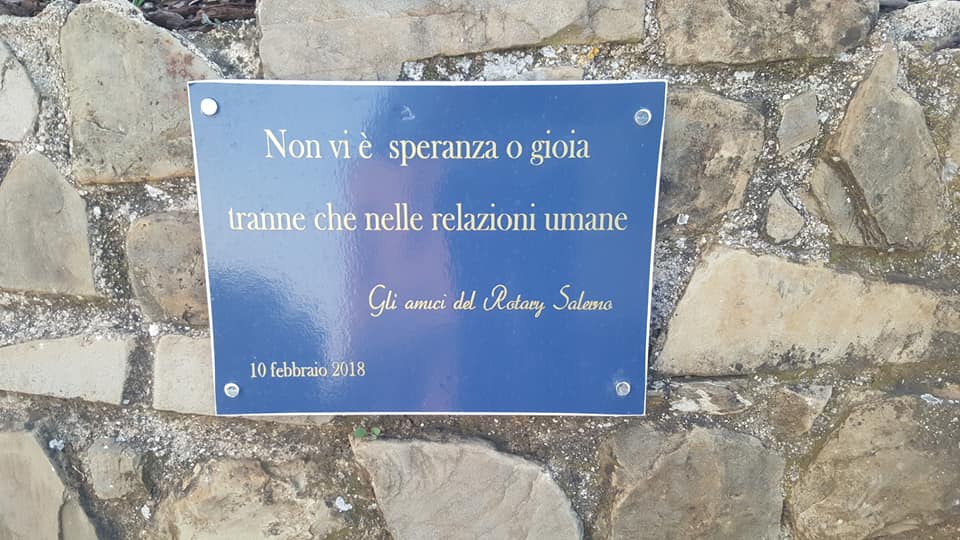 Non vi è speranza o gioia
tranne che nelle relazioni umane
Gli amici del Rotary Salerno
10 febbraio 2018